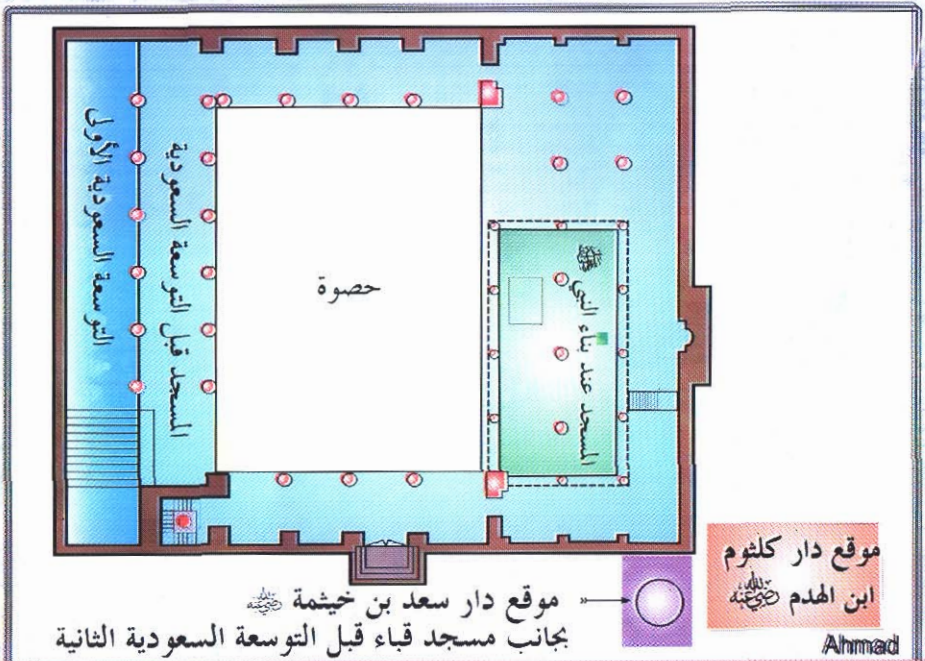 التوسعة السعودية الأولى
المسجد قبل التوسعة السعودية
حصوة
المسجد عند بناء النبي ﷺ
موقع دار كلثوم
ابن الهدم رضي الله عنه
موقع دار سعد بن خيثمة رضي الله عنه
بجانب مسجد قباء قبل التوسعة السعودية الثانية
Ahmad